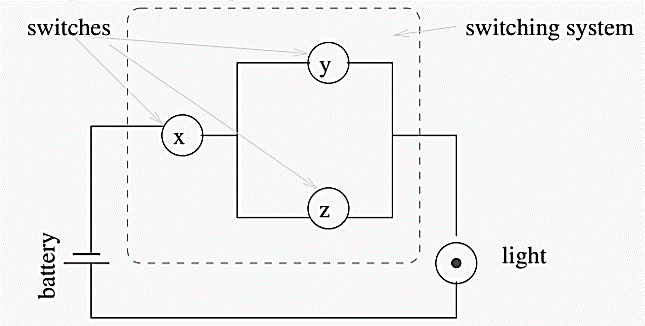 switches
switching system
y
x
z
battery
light